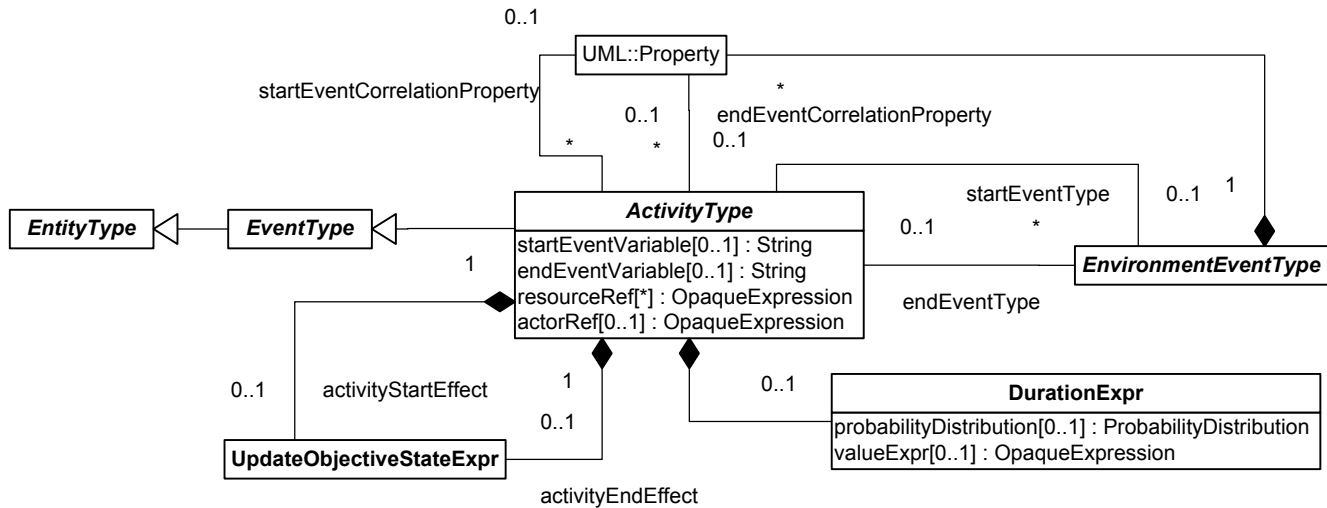 0..1
UML::Property
startEventCorrelationProperty
*
0..1
endEventCorrelationProperty
*
*
0..1
ActivityType
startEventType
0..1
1
EntityType
EventType
startEventVariable[0..1] : String
0..1
*
endEventVariable[0..1] : String
1
EnvironmentEventType
resourceRef[*] : OpaqueExpression
actorRef[0..1] : OpaqueExpression
endEventType
0..1
activityStartEffect
1
0..1
DurationExpr
0..1
probabilityDistribution[0..1] : ProbabilityDistribution
valueExpr[0..1] : OpaqueExpression
UpdateObjectiveStateExpr
activityEndEffect